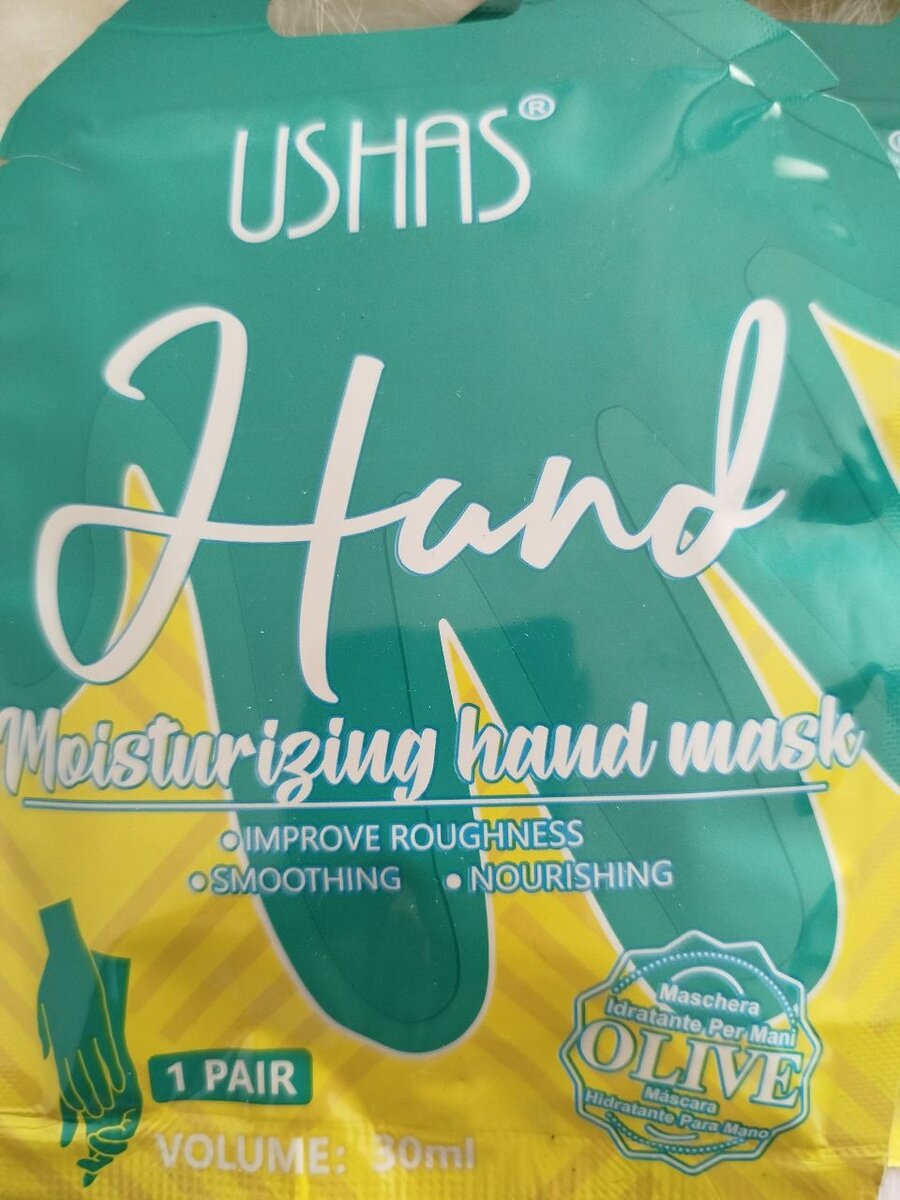 USHAS®
Hand
Moisturizing hand mask
•IMPROVE ROUGHNESS
•SMOOTHING •NOURISHING
1 PAIR
VOLUME: 30ml
Maschera
Idratante Per Mani
OLIVE
Máscara
Hidratante Para Mano